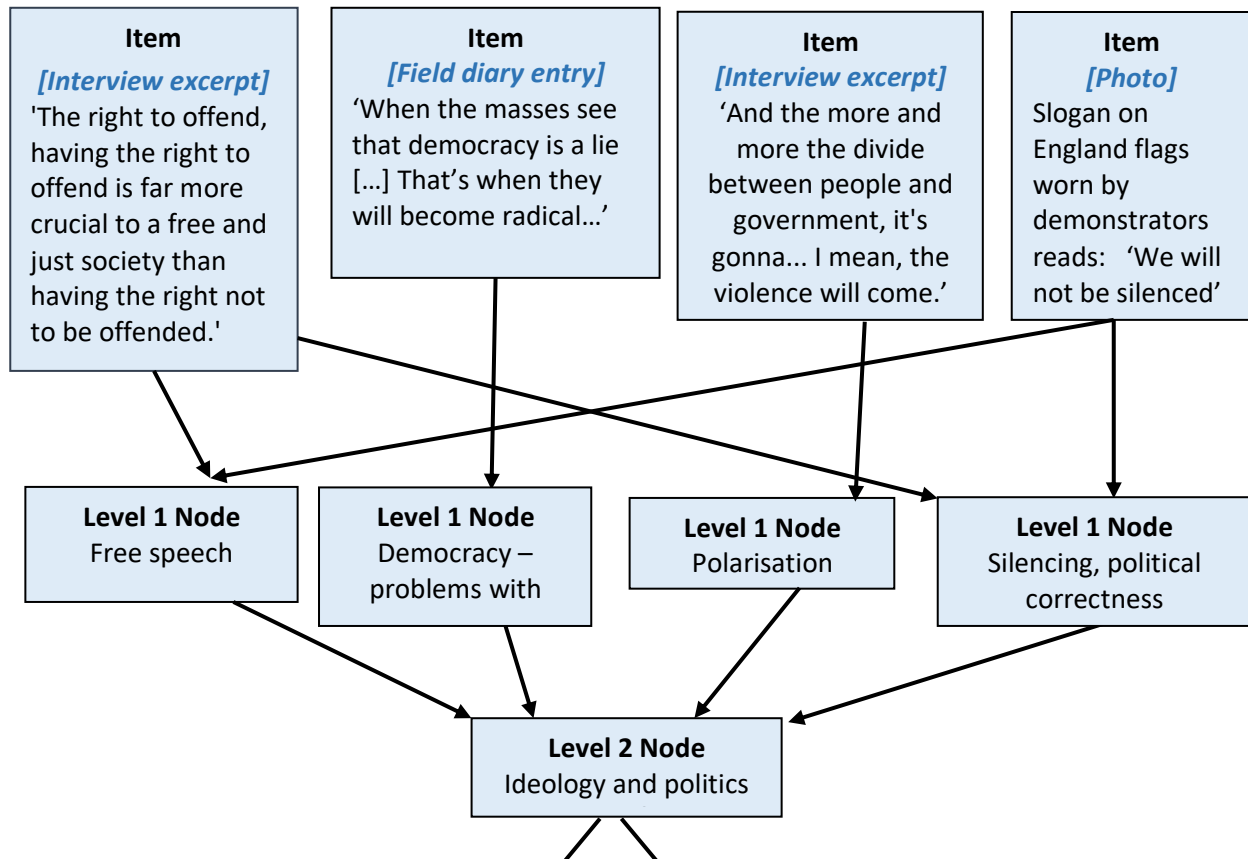 Item
[Interview excerpt]
'The right to offend,
having the right to
offend is far more
crucial to a free and
just society than
having the right not
to be offended.'
Item
[Field diary entry]
‘When the masses see
that democracy is a lie
[…] That’s when they
will become radical…’
Item
[Interview excerpt]
‘And the more and
more the divide
between people and
government, it's
gonna... I mean, the
violence will come.’
Item
[Photo]
Slogan on
England flags
worn by
demonstrators
reads:   ‘We will
not be silenced’
Level 1 Node
Free speech
Level 1 Node
Democracy –
problems with
Level 1 Node
Polarisation
Level 1 Node
Silencing, political
correctness
Level 2 Node
Ideology and politics